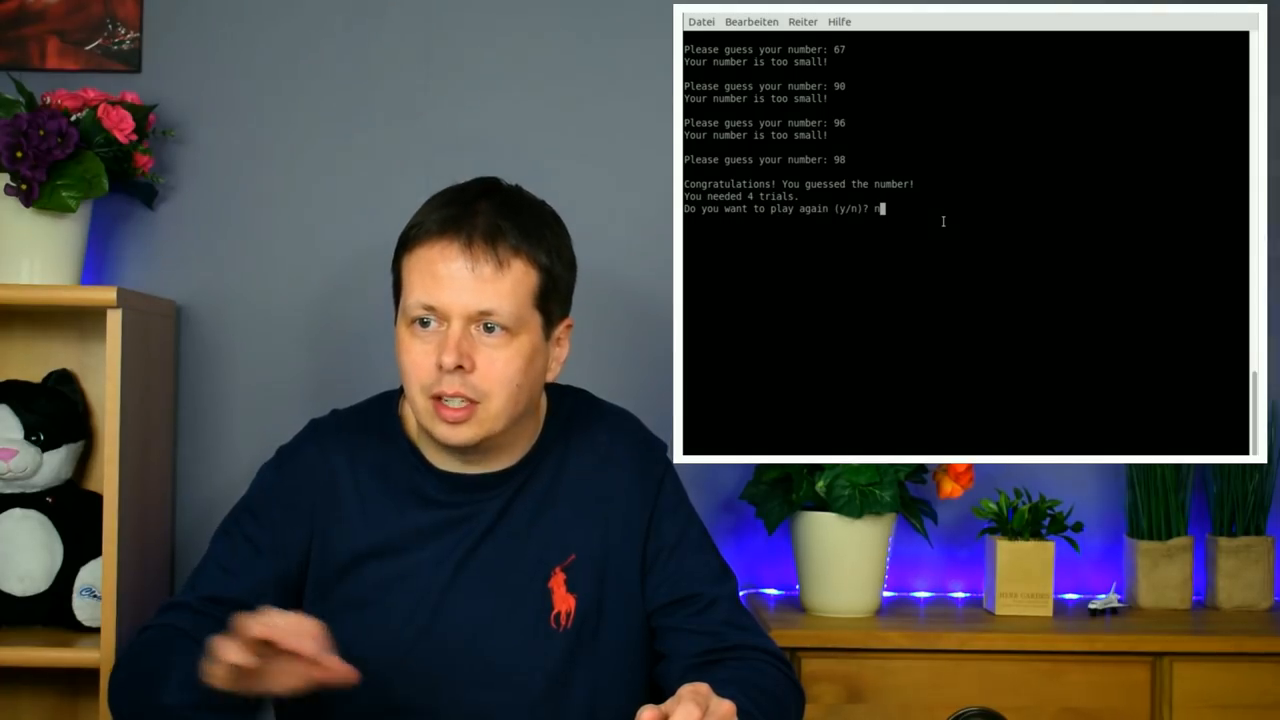 Datei Bearbeiten Reiter Hilfe
Please guess your number: 67
Your number is too small!
Please guess your number: 90
Your number is too small!
Please guess your number: 96
Your number is too small!
Please guess your number: 98
Congratulations! You guessed the number!
You needed 4 trials.
Do you want to play again (y/n)? n
HERB GARDEN